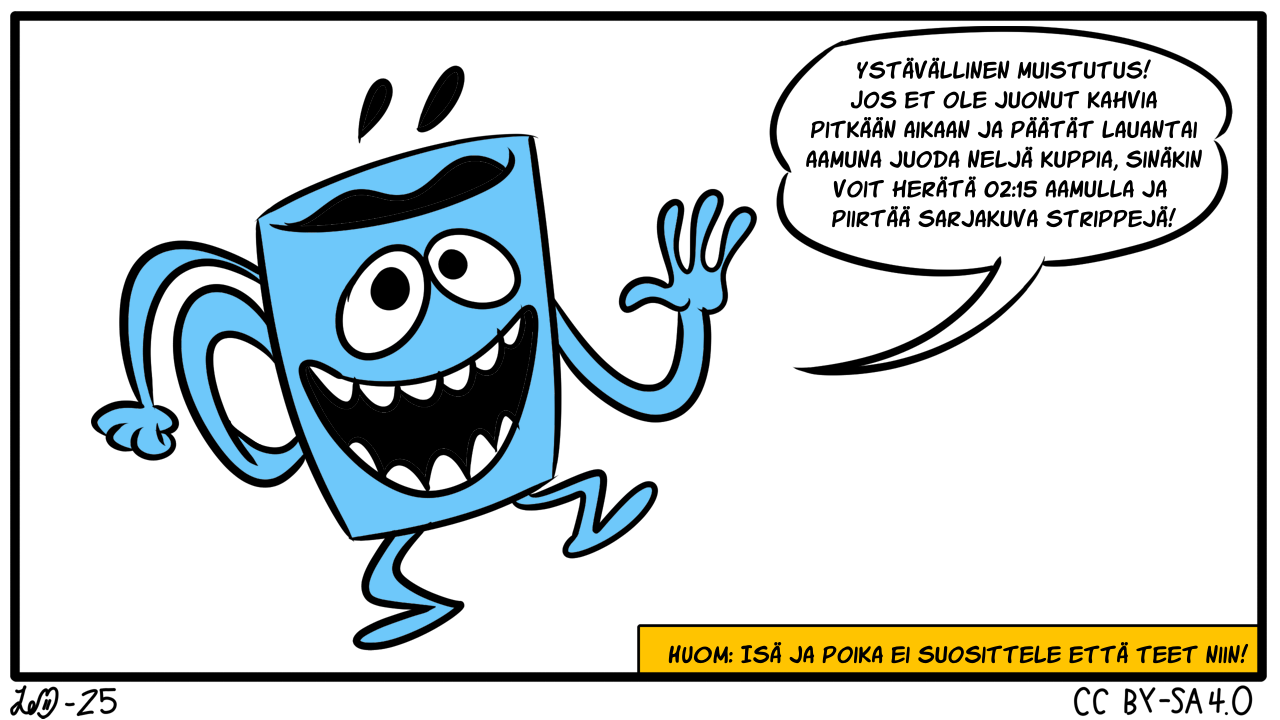 YSTÄVÄLLINEN MUISTUTUS!
JOS ET OLE JUONUT KAHVIA
PITKÄÄN AIKAAN JA PÄÄTÄT LAUANTAI
AAMUNA JUODA NELJÄ KUPPIA, SINÄKIN
VOIT HERÄTÄ 02:15 AAMULLA JA
PIIRTÄÄ SARJAKUVA STRIPPEJÄ!
HUOM: ISÄ JA POIKA EI SUOSITTELE ETTÄ TEET NIIN!
-25
CC BY-SA 4.0